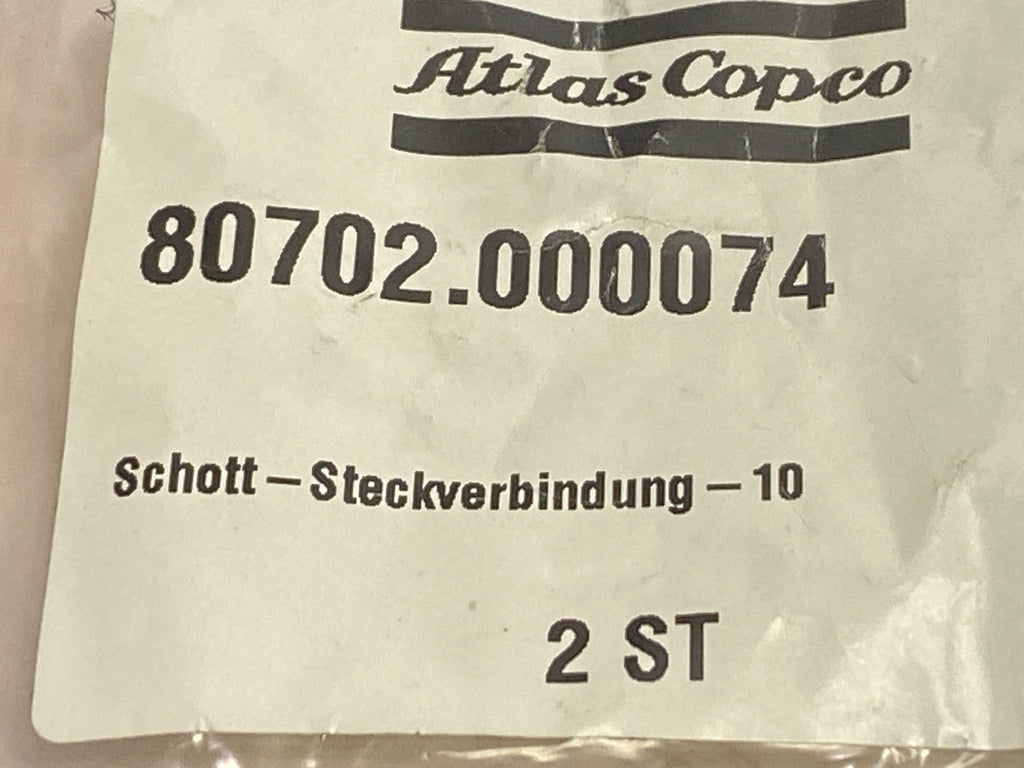 Atlas Copco
80702.000074
Schott-Steckverbindung-10
2 ST